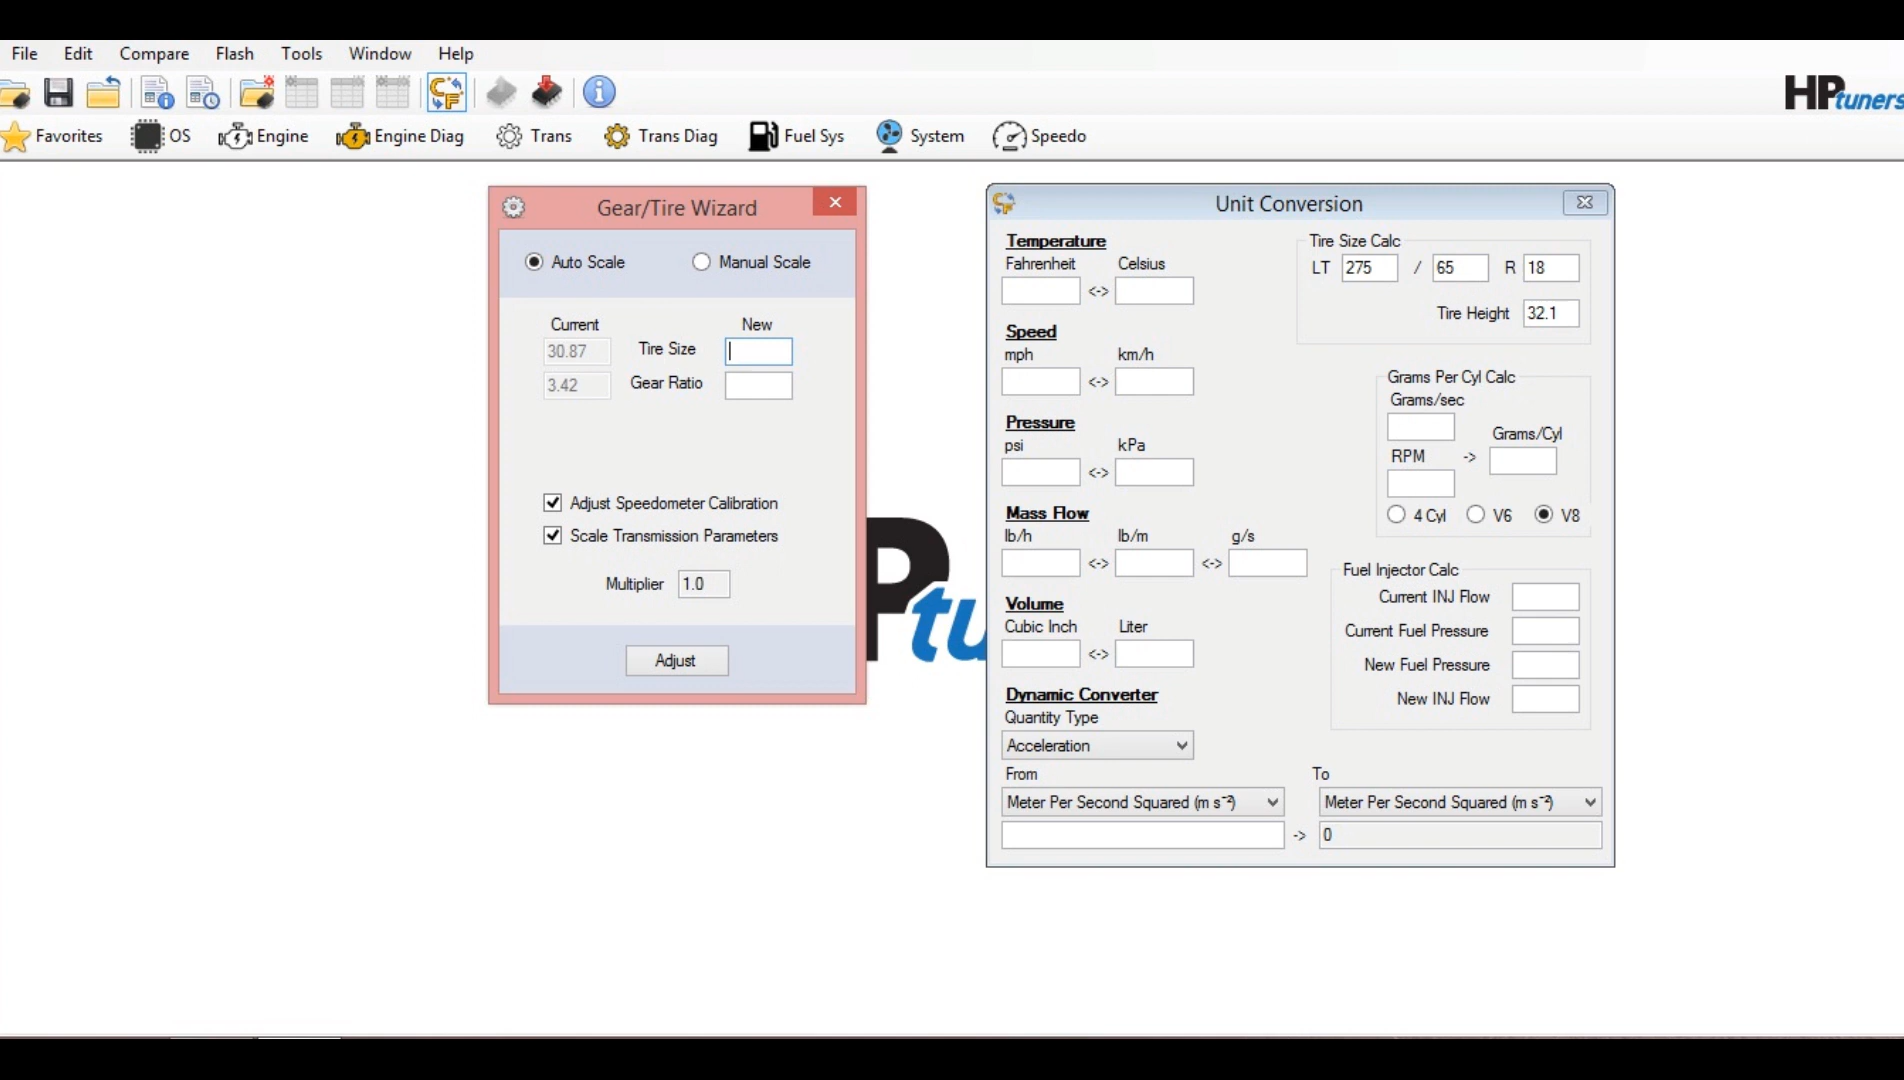 File Edit Compare Flash Tools Window Help
HPtuners
Favorites OS Engine Engine Diag Trans Trans Diag Fuel Sys System Speedo
Gear/Tire Wizard
Auto Scale Manual Scale
Current New
30.87 Tire Size
3.42 Gear Ratio
Adjust Speedometer Calibration
Scale Transmission Parameters
Multiplier 1.0
Adjust
Ptu
Unit Conversion
Temperature
Fahrenheit Celsius
<->
Speed
mph km/h
<->
Pressure
psi kPa
<->
Mass Flow
lb/h lb/m g/s
<-> <->
Volume
Cubic Inch Liter
<->
Dynamic Converter
Quantity Type
Acceleration
From To
Meter Per Second Squared (m s⁻²) Meter Per Second Squared (m s⁻²)
-> 0
Tire Size Calc
LT 275 / 65 R 18
Tire Height 32.1
Grams Per Cyl Calc
Grams/sec
Grams/Cyl
RPM ->
4 Cyl V6 V8
Fuel Injector Calc
Current INJ Flow
Current Fuel Pressure
New Fuel Pressure
New INJ Flow